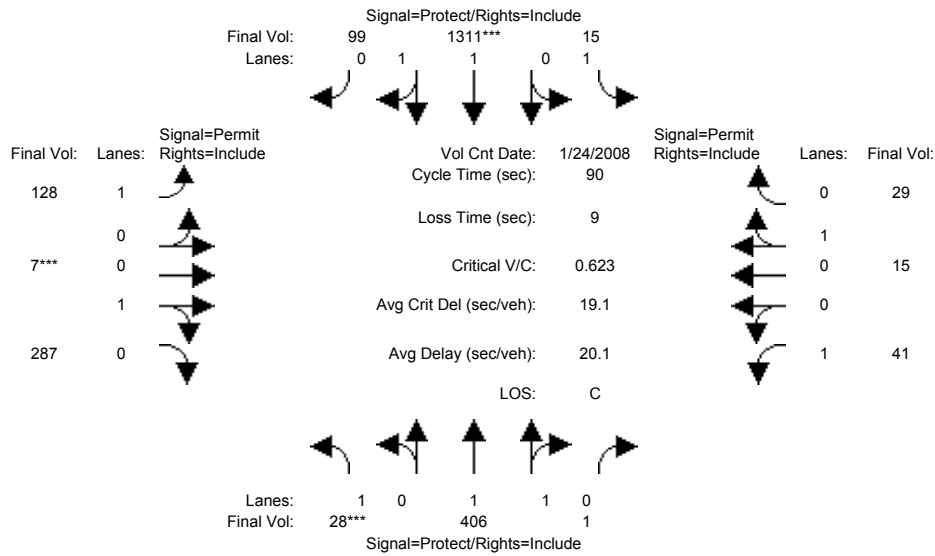 Signal=Protect/Rights=Include
Final Vol: 99 1311*** 15
Lanes: 0 1 1 0 1
Signal=Permit Signal=Permit
Final Vol: Lanes: Rights=Include Vol Cnt Date: 1/24/2008 Rights=Include Lanes: Final Vol:
Cycle Time (sec): 90
128 1 0 29
Loss Time (sec): 9
0 1
7*** 0 Critical V/C: 0.623 0 15
1 Avg Crit Del (sec/veh): 19.1 0
287 0 Avg Delay (sec/veh): 20.1 1 41
LOS: C
Lanes: 1 0 1 1 0
Final Vol: 28*** 406 1
Signal=Protect/Rights=Include